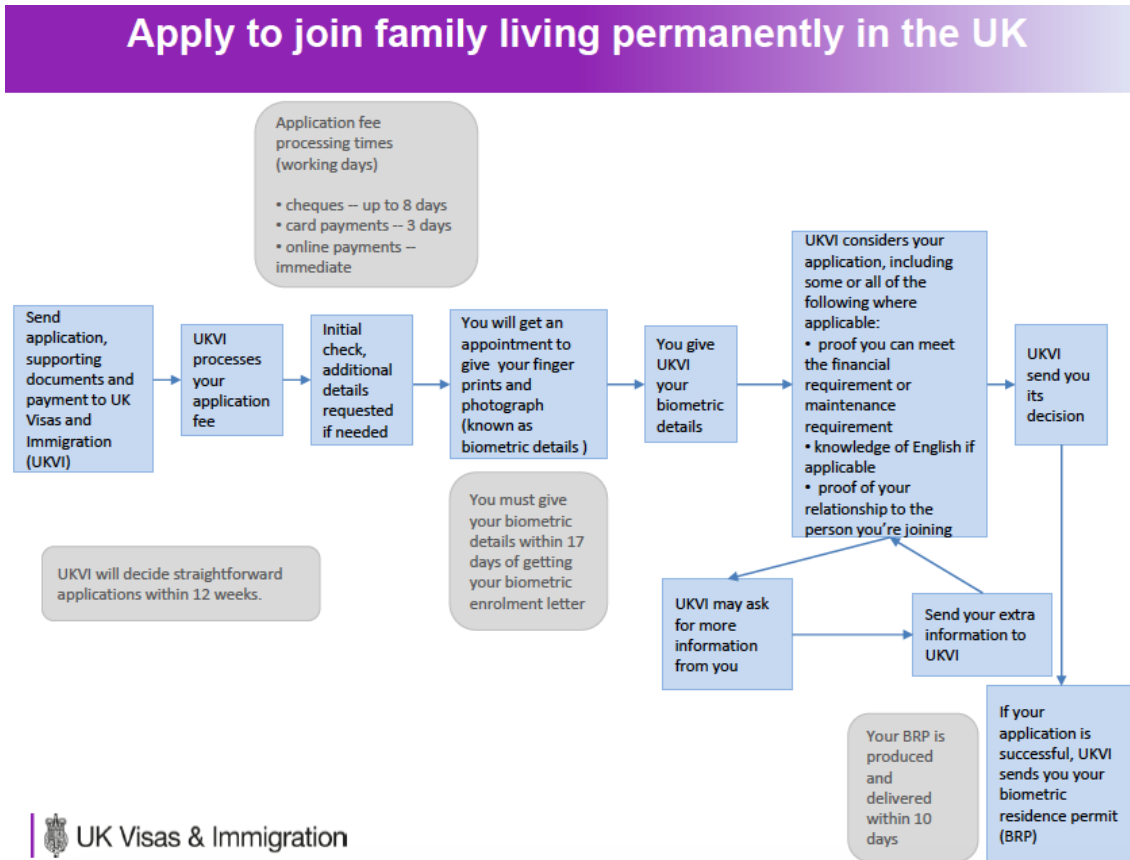 Apply to join family living permanently in the UK
Application fee
processing times
(working days)
• cheques -- up to 8 days
• card payments -- 3 days
• online payments --
immediate
Send
application,
supporting
documents and
payment to UK
Visas and
Immigration
(UKVI)
UKVI
processes
your
application
fee
Initial
check,
additional
details
requested
if needed
You will get an
appointment to
give your finger
prints and
photograph
(known as
biometric details )
You give
UKVI
your
biometric
details
UKVI considers your
application, including
some or all of the
following where
applicable:
• proof you can meet
the financial
requirement or
maintenance
requirement
• knowledge of English if
applicable
• proof of your
relationship to the
person you’re joining
UKVI
send you
its
decision
You must give
your biometric
details within 17
days of getting
your biometric
enrolment letter
UKVI will decide straightforward
applications within 12 weeks.
UKVI may ask
for more
information
from you
Send your extra
information to
UKVI
Your BRP is
produced
and
delivered
within 10
days
If your
application is
successful, UKVI
sends you your
biometric
residence permit
(BRP)
UK Visas & Immigration